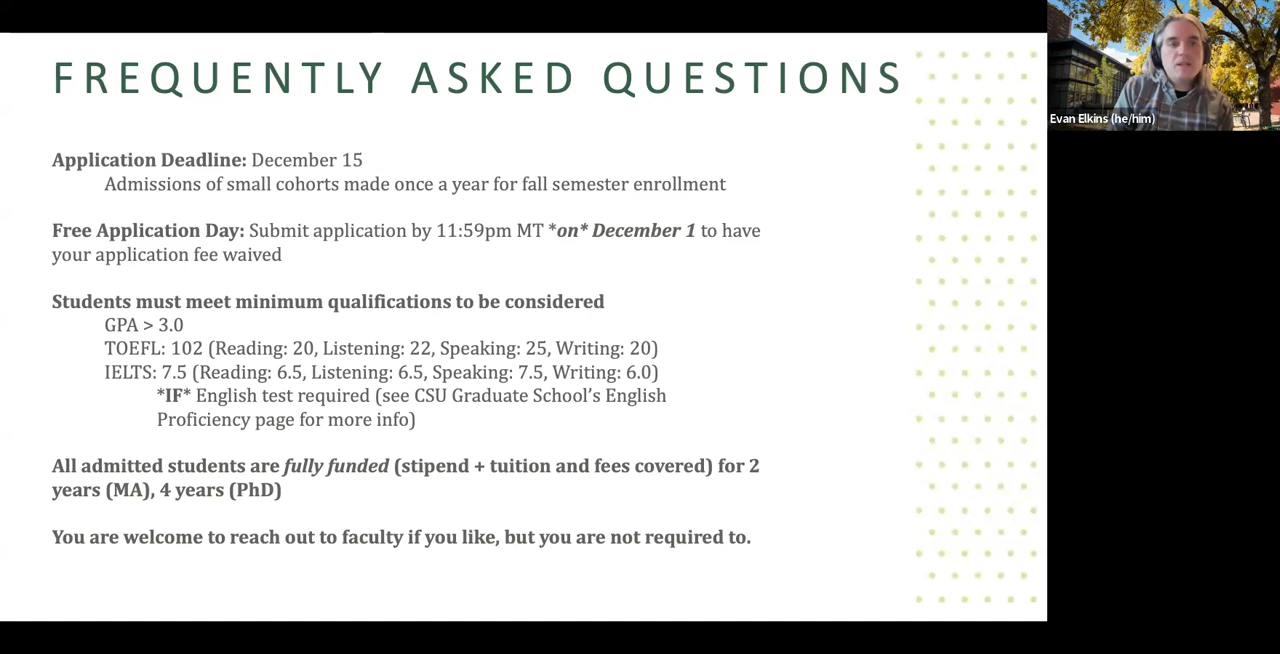 FREQUENTLY ASKED QUESTIONS
Evan Elkins (he/him)
Application Deadline: December 15
Admissions of small cohorts made once a year for fall semester enrollment
Free Application Day: Submit application by 11:59pm MT *on* December 1 to have
your application fee waived
Students must meet minimum qualifications to be considered
GPA > 3.0
TOEFL: 102 (Reading: 20, Listening: 22, Speaking: 25, Writing: 20)
IELTS: 7.5 (Reading: 6.5, Listening: 6.5, Speaking: 7.5, Writing: 6.0)
*IF* English test required (see CSU Graduate School's English
Proficiency page for more info)
All admitted students are fully funded (stipend + tuition and fees covered) for 2
years (MA), 4 years (PhD)
You are welcome to reach out to faculty if you like, but you are not required to.